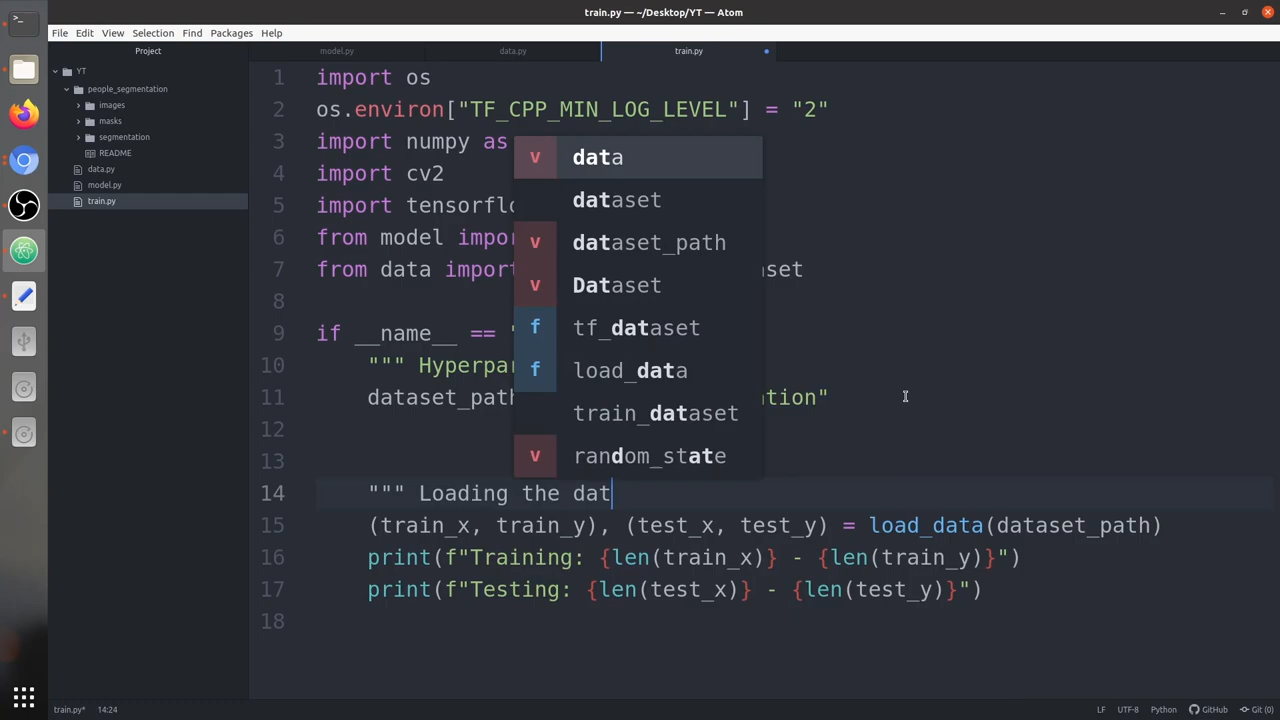 train.py — ~/Desktop/YT — Atom
File Edit View Selection Find Packages Help
Project
model.py
data.py
train.py
YT
people_segmentation
images
masks
segmentation
README
data.py
model.py
train.py
1 import os
2 os.environ["TF_CPP_MIN_LOG_LEVEL"] = "2"
3 import numpy as
4 import cv2
5 import tensorflo
6 from model impor
7 from data import set
8
9 if __name__ == "
10 """ Hyperpar
11 dataset_path tion"
12
13
14 """ Loading the dat
15 (train_x, train_y), (test_x, test_y) = load_data(dataset_path)
16 print(f"Training: {len(train_x)} - {len(train_y)}")
17 print(f"Testing: {len(test_x)} - {len(test_y)}")
18
v data
dataset
v dataset_path
v Dataset
f tf_dataset
f load_data
train_dataset
v random_state
train.py* 14:24 LF UTF-8 Python GitHub Git (0)